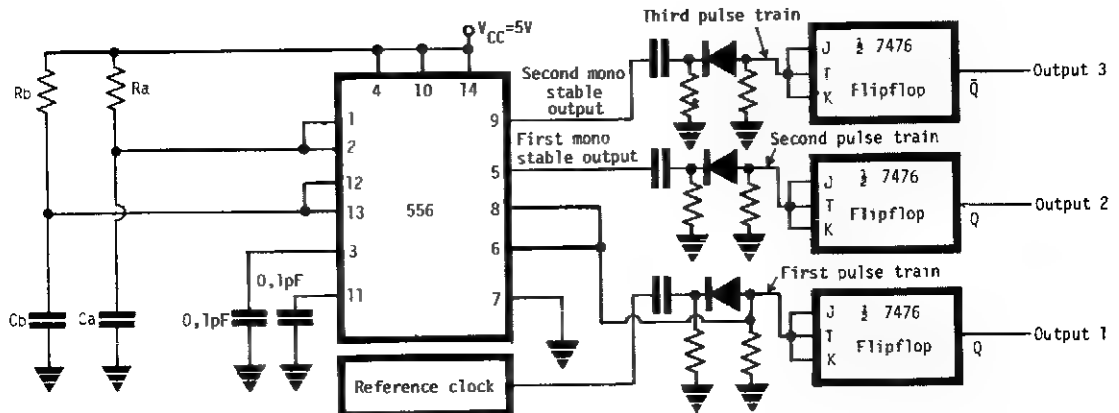 VCC=5V
Third pulse train
J ½ 7476
T
Flipflop
K
Q̄
Output 3
Rb
Ra
4 10 14
Second mono
stable
output
9
First mono
stable output
1
2
5
Second pulse train
J ½ 7476
T
Flipflop
K
Q
Output 2
12
13
556
8
6
3
0,1pF
11
7
First pulse train
Cb
Ca
0,1pF
J ½ 7476
T
Flipflop
K
Q
Output 1
Reference clock